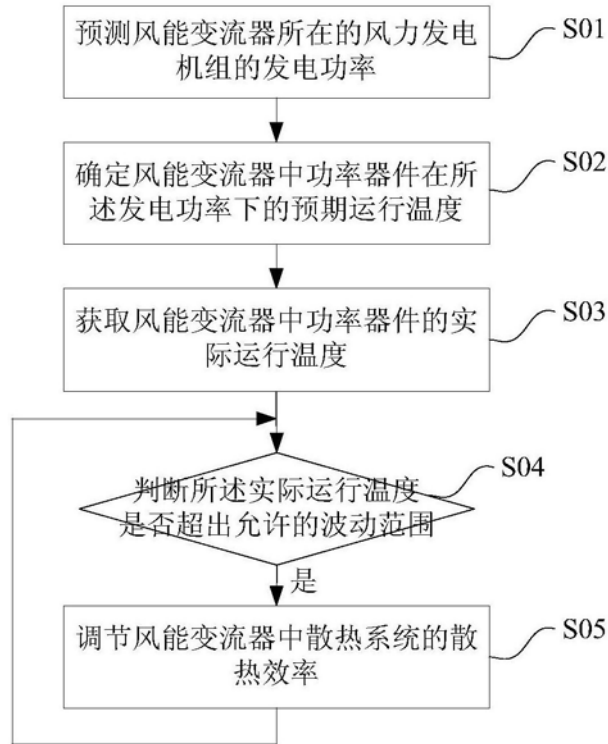 预测风能变流器所在的风力发电
机组的发电功率
S01
确定风能变流器中功率器件在所
述发电功率下的预期运行温度
S02
获取风能变流器中功率器件的实
际运行温度
S03
判断所述实际运行温度
是否超出允许的波动范围
S04
是
调节风能变流器中散热系统的散
热效率
S05